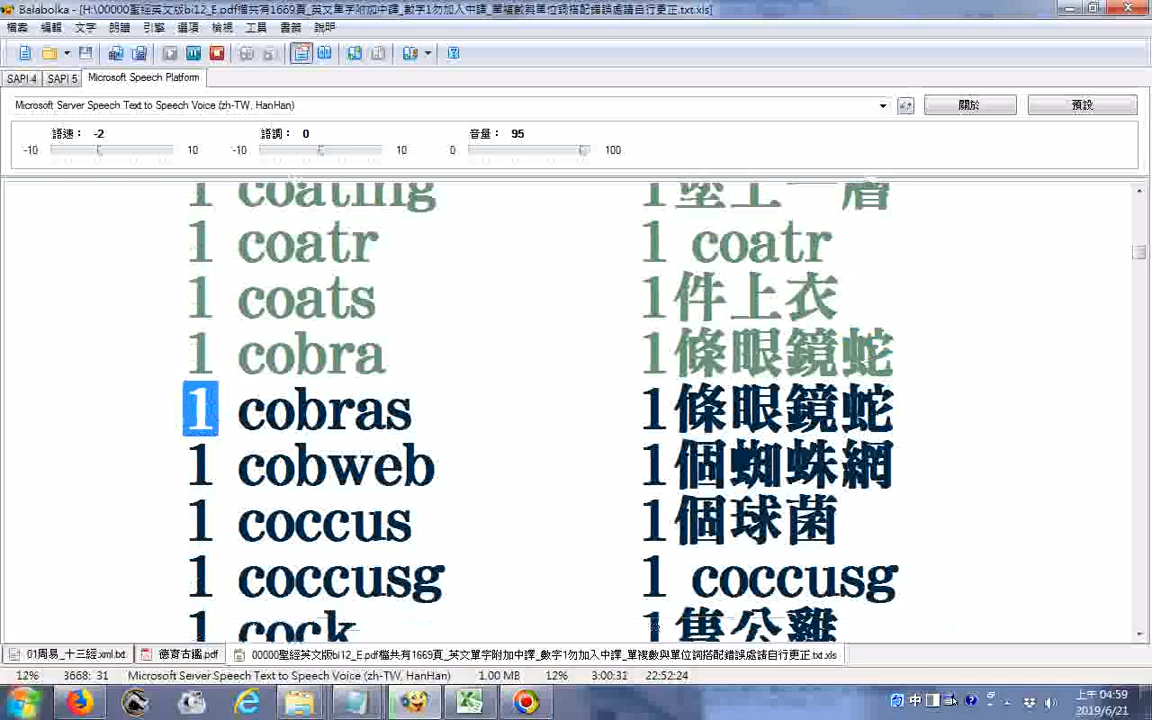 Balabolka - [H:\00000聖經英文版bi12_E.pdf檔共有1669頁_英文單字附加中譯_數字1勿加入中譯_單複數與單位詞搭配錯誤處請自行更正.txt.xls]
檔案 編輯 文字 朗讀 引擎 選項 工具 書籤 說明
SAPI 4 SAPI 5 Microsoft Speech Platform
Microsoft Server Speech Text to Speech Voice (zh-TW, HanHan) 關於 預設
語速： -2 語調： 0 音量： 95
-10 10 -10 10 0 100
1 coating 1塗上一層
1 coatr 1 coatr
1 coats 1件上衣
1 cobra 1條眼鏡蛇
1 cobras 1條眼鏡蛇
1 cobweb 1個蜘蛛網
1 coccus 1個球菌
1 coccusg 1 coccusg
1 cock 1隻公雞
01周易_十三經.xml.txt 德育古鑑.pdf 00000聖經英文版bi12_E.pdf檔共有1669頁_英文單字附加中譯_數字1勿加入中譯_單複數與單位詞搭配錯誤處請自行更正.txt.xls
12% 3668: 31 Microsoft Server Speech Text to Speech Voice (zh-TW, HanHan) 1.00 MB 12% 3:00:32 22:52:24
中 上午 04:59
2019/6/21